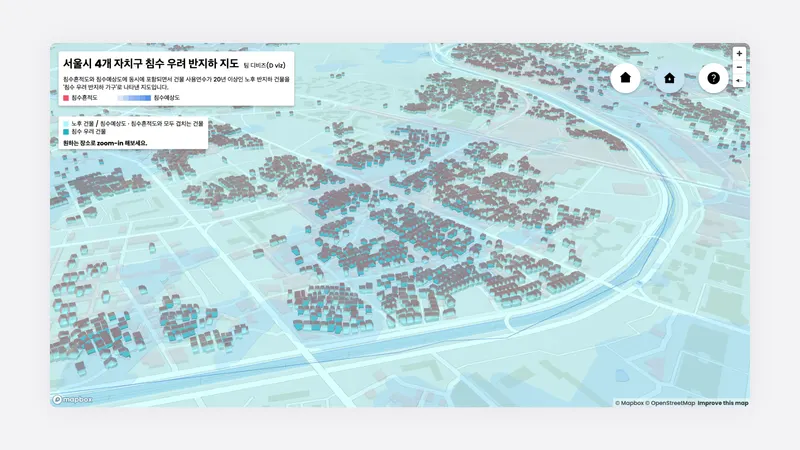 서울시 4개 자치구 침수 우려 반지하 지도 팀 디비즈(D viz)
침수흔적도와 침수예상도에 동시에 포함되면서 건물 사용연수가 20년 이상인 노후 반지하 건물을
'침수 우려 반지하 가구'로 나타낸 지도입니다.
침수흔적도 침수예상도
노후 건물 / 침수예상도 · 침수흔적도와 모두 겹치는 건물
침수 우려 건물
원하는 장소로 zoom-in 해보세요.
mapbox
© Mapbox © OpenStreetMap Improve this map